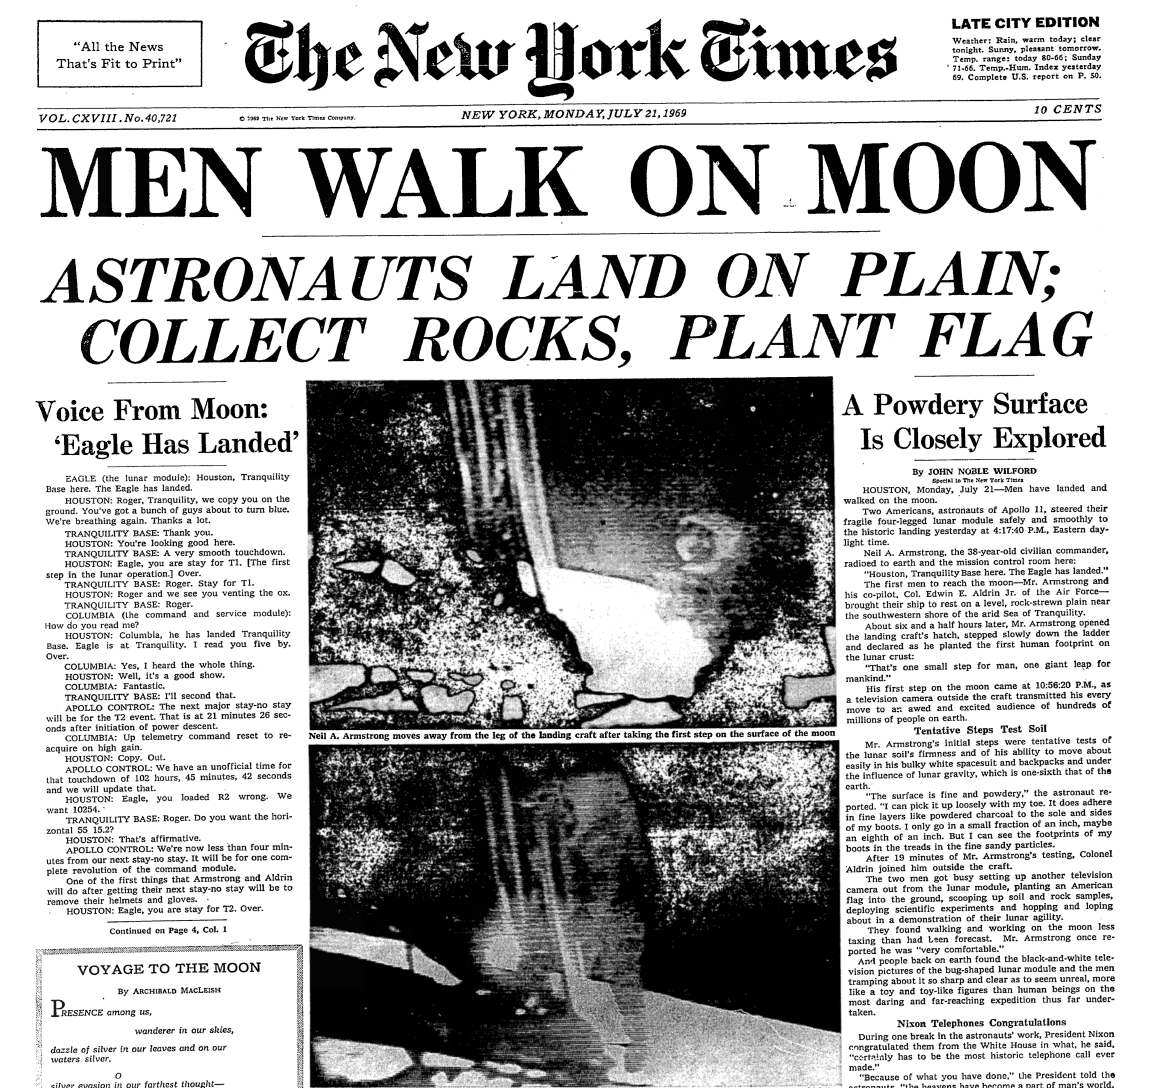 "All the News
That's Fit to Print"
The New York Times
LATE CITY EDITION
Weather: Rain, warm today; clear
tonight. Sunny, pleasant tomorrow.
Temp. range: today 80-66; Sunday
71-66. Temp.-Hum. Index yesterday
69. Complete U.S. report on P. 50.
VOL. CXVIII. No. 40,721
© 1969 The New York Times Company.
NEW YORK, MONDAY, JULY 21, 1969
10 CENTS
MEN WALK ON MOON
ASTRONAUTS LAND ON PLAIN;
COLLECT ROCKS, PLANT FLAG
Voice From Moon:
'Eagle Has Landed'
EAGLE (the lunar module): Houston, Tranquility
Base here. The Eagle has landed.
HOUSTON: Roger, Tranquility, we copy you on the
ground. You've got a bunch of guys about to turn blue.
We're breathing again. Thanks a lot.
TRANQUILITY BASE: Thank you.
HOUSTON: You're looking good here.
TRANQUILITY BASE: A very smooth touchdown.
HOUSTON: Eagle, you are stay for T1. [The first
step in the lunar operation.] Over.
TRANQUILITY BASE: Roger. Stay for T1.
HOUSTON: Roger and we see you venting the ox.
TRANQUILITY BASE: Roger.
COLUMBIA (the command and service module):
How do you read me?
HOUSTON: Columbia, he has landed Tranquility
Base. Eagle is at Tranquility. I read you five by.
Over.
COLUMBIA: Yes, I heard the whole thing.
HOUSTON: Well, it's a good show.
COLUMBIA: Fantastic.
TRANQUILITY BASE: I'll second that.
APOLLO CONTROL: The next major stay-no stay
will be for the T2 event. That is at 21 minutes 26 sec-
onds after initiation of power descent.
COLUMBIA: Up telemetry command reset to re-
acquire on high gain.
HOUSTON: Copy. Out.
APOLLO CONTROL: We have an unofficial time for
that touchdown of 102 hours, 45 minutes, 42 seconds
and we will update that.
HOUSTON: Eagle, you loaded R2 wrong. We
want 10254.
TRANQUILITY BASE: Roger. Do you want the hori-
zontal 55 15.2?
HOUSTON: That's affirmative.
APOLLO CONTROL: We're now less than four min-
utes from our next stay-no stay. It will be for one com-
plete revolution of the command module.
One of the first things that Armstrong and Aldrin
will do after getting their next stay-no stay will be to
remove their helmets and gloves.
HOUSTON: Eagle, you are stay for T2. Over.
Continued on Page 4, Col. 1
VOYAGE TO THE MOON
By ARCHIBALD MACLEISH
PRESENCE among us,
wanderer in our skies,
dazzle of silver in our leaves and on our
waters silver,
O
silver evasion in our farthest thought—
Neil A. Armstrong moves away from the leg of the landing craft after taking the first step on the surface of the moon
A Powdery Surface
Is Closely Explored
By JOHN NOBLE WILFORD
Special to The New York Times
HOUSTON, Monday, July 21—Men have landed and
walked on the moon.
Two Americans, astronauts of Apollo 11, steered their
fragile four-legged lunar module safely and smoothly to
the historic landing yesterday at 4:17:40 P.M., Eastern day-
light time.
Neil A. Armstrong, the 38-year-old civilian commander,
radioed to earth and the mission control room here:
"Houston, Tranquility Base here. The Eagle has landed."
The first men to reach the moon—Mr. Armstrong and
his co-pilot, Col. Edwin E. Aldrin Jr. of the Air Force—
brought their ship to rest on a level, rock-strewn plain near
the southwestern shore of the arid Sea of Tranquility.
About six and a half hours later, Mr. Armstrong opened
the landing craft's hatch, stepped slowly down the ladder
and declared as he planted the first human footprint on
the lunar crust:
"That's one small step for man, one giant leap for
mankind."
His first step on the moon came at 10:56:20 P.M., as
a television camera outside the craft transmitted his every
move to an awed and excited audience of hundreds of
millions of people on earth.
Tentative Steps Test Soil
Mr. Armstrong's initial steps were tentative tests of
the lunar soil's firmness and of his ability to move about
easily in his bulky white spacesuit and backpacks and under
the influence of lunar gravity, which is one-sixth that of the
earth.
"The surface is fine and powdery," the astronaut re-
ported. "I can pick it up loosely with my toe. It does adhere
in fine layers like powdered charcoal to the sole and sides
of my boots. I only go in a small fraction of an inch, maybe
an eighth of an inch. But I can see the footprints of my
boots in the treads in the fine sandy particles.
After 19 minutes of Mr. Armstrong's testing, Colonel
Aldrin joined him outside the craft.
The two men got busy setting up another television
camera out from the lunar module, planting an American
flag into the ground, scooping up soil and rock samples,
deploying scientific experiments and hopping and loping
about in a demonstration of their lunar agility.
They found walking and working on the moon less
taxing than had been forecast. Mr. Armstrong once re-
ported he was "very comfortable."
And people back on earth found the black-and-white tele-
vision pictures of the bug-shaped lunar module and the men
tramping about it so sharp and clear as to seem unreal, more
like a toy and toy-like figures than human beings on the
most daring and far-reaching expedition thus far under-
taken.
Nixon Telephones Congratulations
During one break in the astronauts' work, President Nixon
congratulated them from the White House in what, he said,
"certainly has to be the most historic telephone call ever
made."
"Because of what you have done," the President told the
astronauts, "the heavens have become a part of man's world.